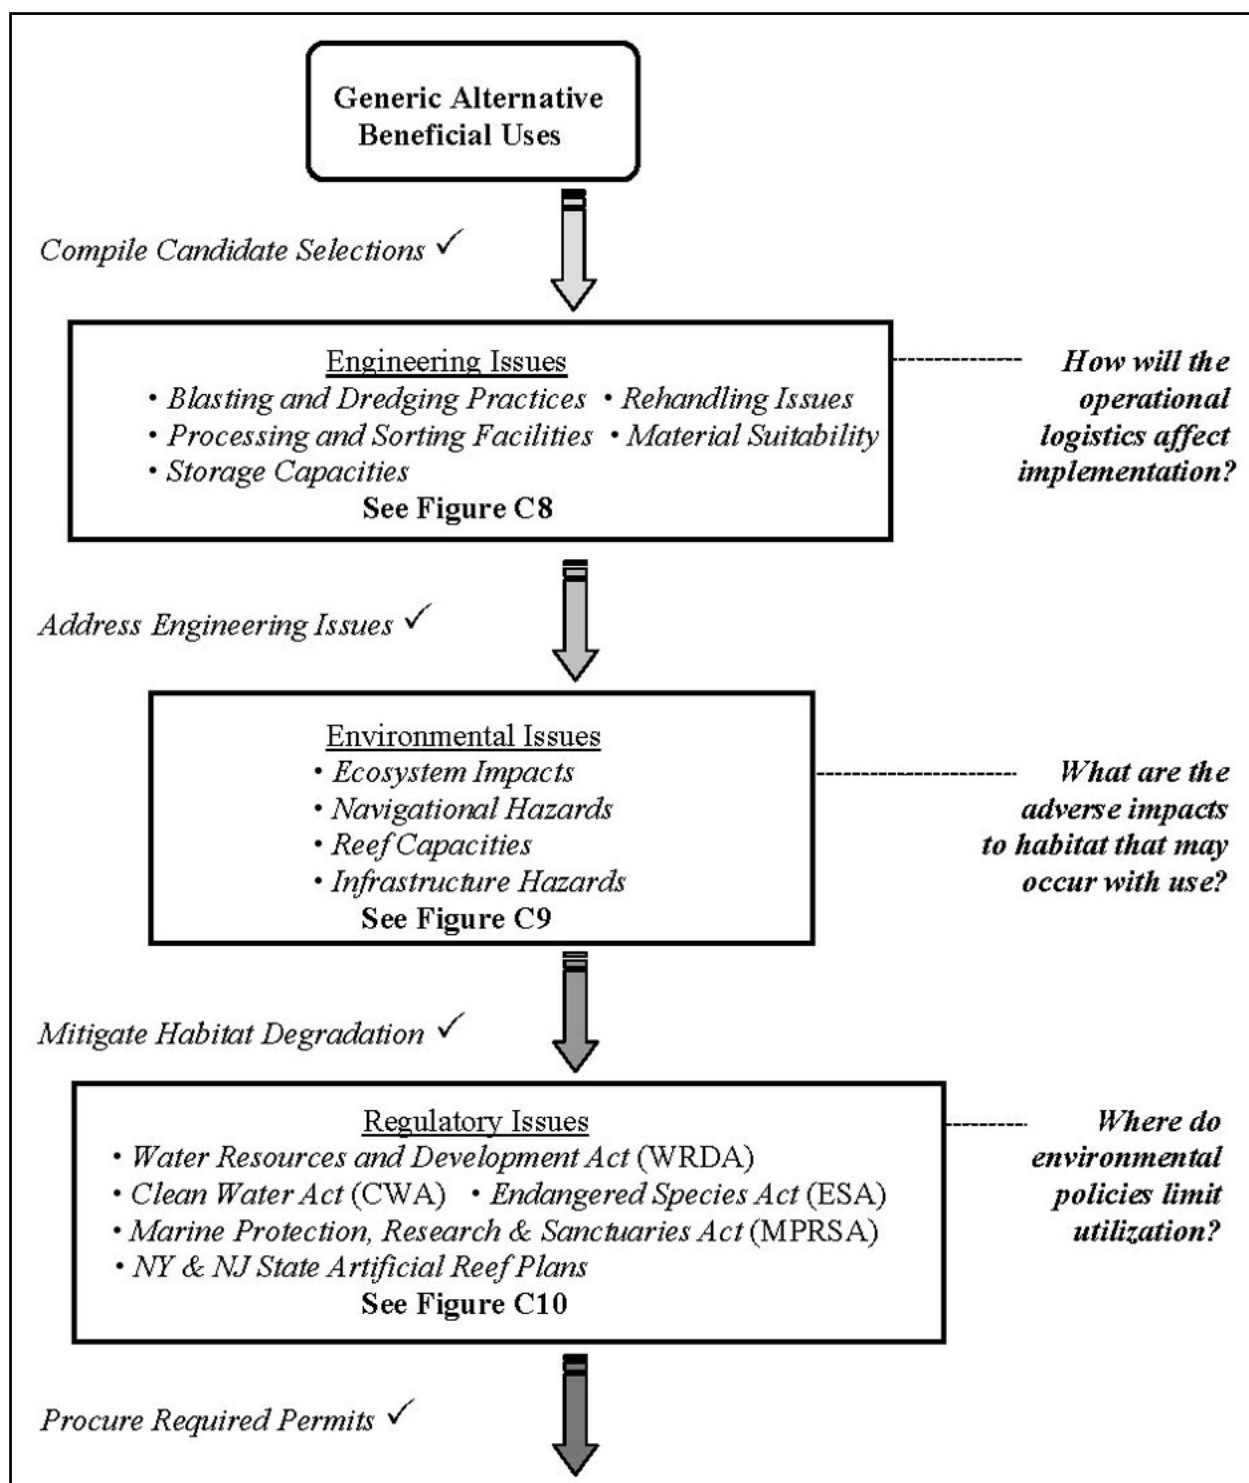 Generic Alternative
Beneficial Uses
Compile Candidate Selections ✓
Engineering Issues
• Blasting and Dredging Practices • Rehandling Issues
• Processing and Sorting Facilities • Material Suitability
• Storage Capacities
See Figure C8
How will the
operational
logistics affect
implementation?
Address Engineering Issues ✓
Environmental Issues
• Ecosystem Impacts
• Navigational Hazards
• Reef Capacities
• Infrastructure Hazards
See Figure C9
What are the
adverse impacts
to habitat that may
occur with use?
Mitigate Habitat Degradation ✓
Regulatory Issues
• Water Resources and Development Act (WRDA)
• Clean Water Act (CWA) • Endangered Species Act (ESA)
• Marine Protection, Research & Sanctuaries Act (MPRSA)
• NY & NJ State Artificial Reef Plans
See Figure C10
Where do
environmental
policies limit
utilization?
Procure Required Permits ✓